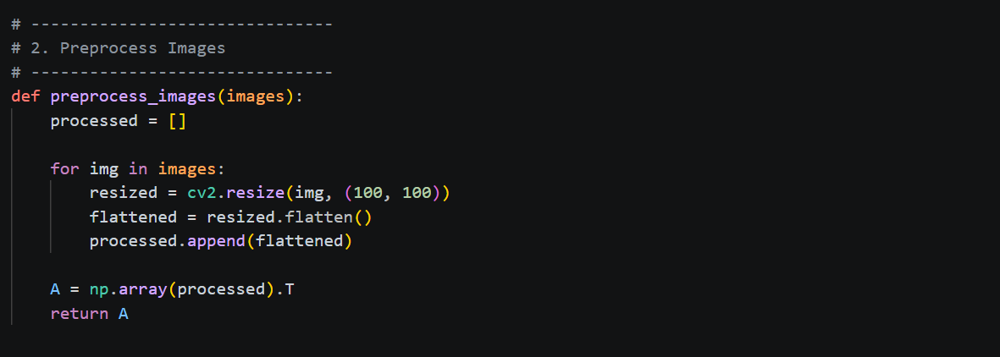 # -------------------------------
# 2. Preprocess Images
# -------------------------------
def preprocess_images(images):
    processed = []

    for img in images:
        resized = cv2.resize(img, (100, 100))
        flattened = resized.flatten()
        processed.append(flattened)

    A = np.array(processed).T
    return A